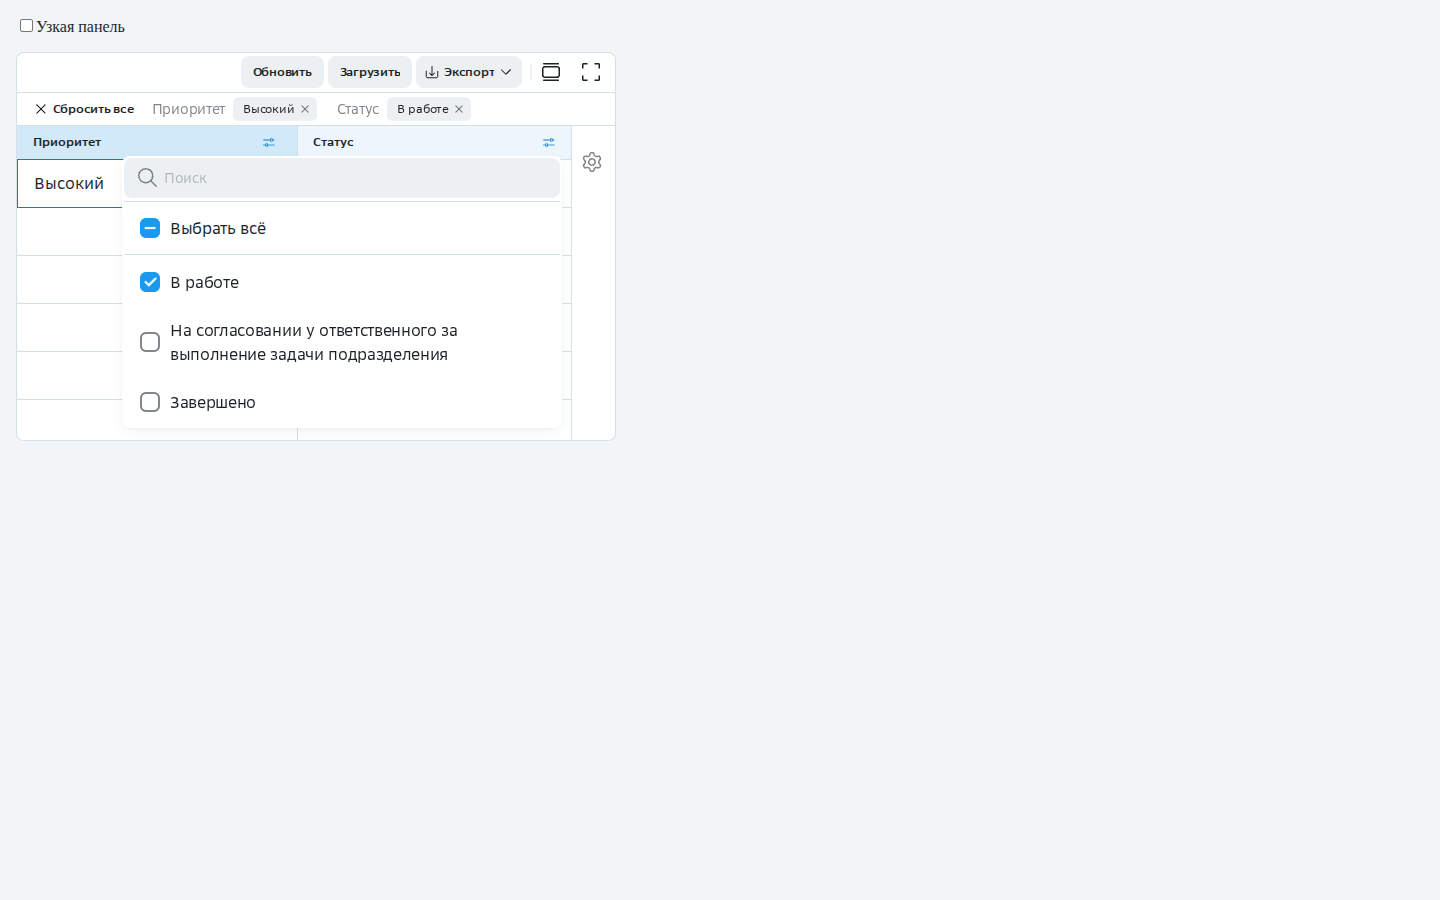 Узкая панель
Обновить Загрузить Экспорт
Сбросить все Приоритет Высокий Статус В работе
Приоритет Статус
Высокий
Поиск
Выбрать всё
В работе
На согласовании у ответственного за
выполнение задачи подразделения
Завершено